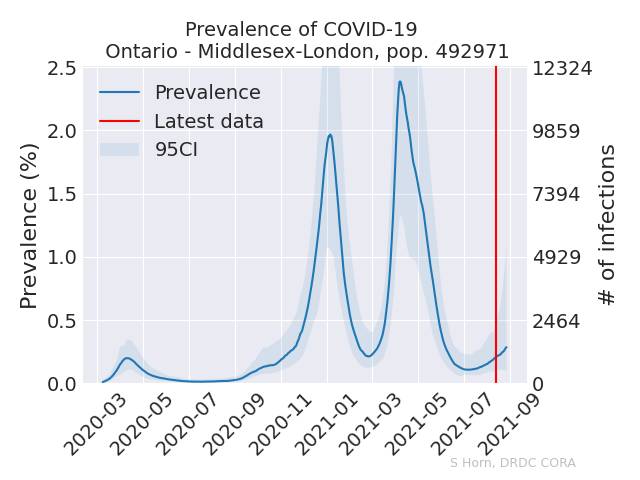 Prevalence of COVID-19
Ontario - Middlesex-London, pop. 492971
Prevalence
Latest data
95CI
Prevalence (%)
2.5
2.0
1.5
1.0
0.5
0.0
12324
9859
7394
4929
2464
0
# of infections
2020-03
2020-05
2020-07
2020-09
2020-11
2021-01
2021-03
2021-05
2021-07
2021-09
S Horn, DRDC CORA